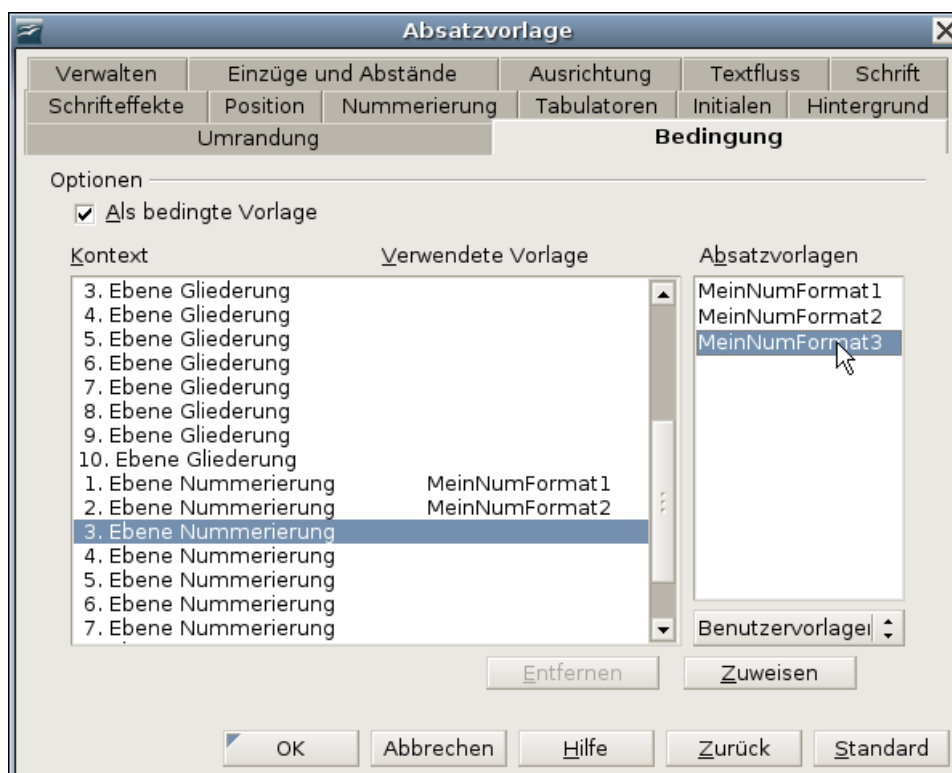 Absatzvorlage
Verwalten Einzüge und Abstände Ausrichtung Textfluss Schrift
Schrifteffekte Position Nummerierung Tabulatoren Initialen Hintergrund
Umrandung Bedingung
Optionen
Als bedingte Vorlage
Kontext Verwendete Vorlage Absatzvorlagen
3. Ebene Gliederung MeinNumFormat1
4. Ebene Gliederung MeinNumFormat2
5. Ebene Gliederung MeinNumFormat3
6. Ebene Gliederung
7. Ebene Gliederung
8. Ebene Gliederung
9. Ebene Gliederung
10. Ebene Gliederung
1. Ebene Nummerierung MeinNumFormat1
2. Ebene Nummerierung MeinNumFormat2
3. Ebene Nummerierung
4. Ebene Nummerierung
5. Ebene Nummerierung
6. Ebene Nummerierung
7. Ebene Nummerierung Benutzervorlagen
Entfernen Zuweisen
OK Abbrechen Hilfe Zurück Standard